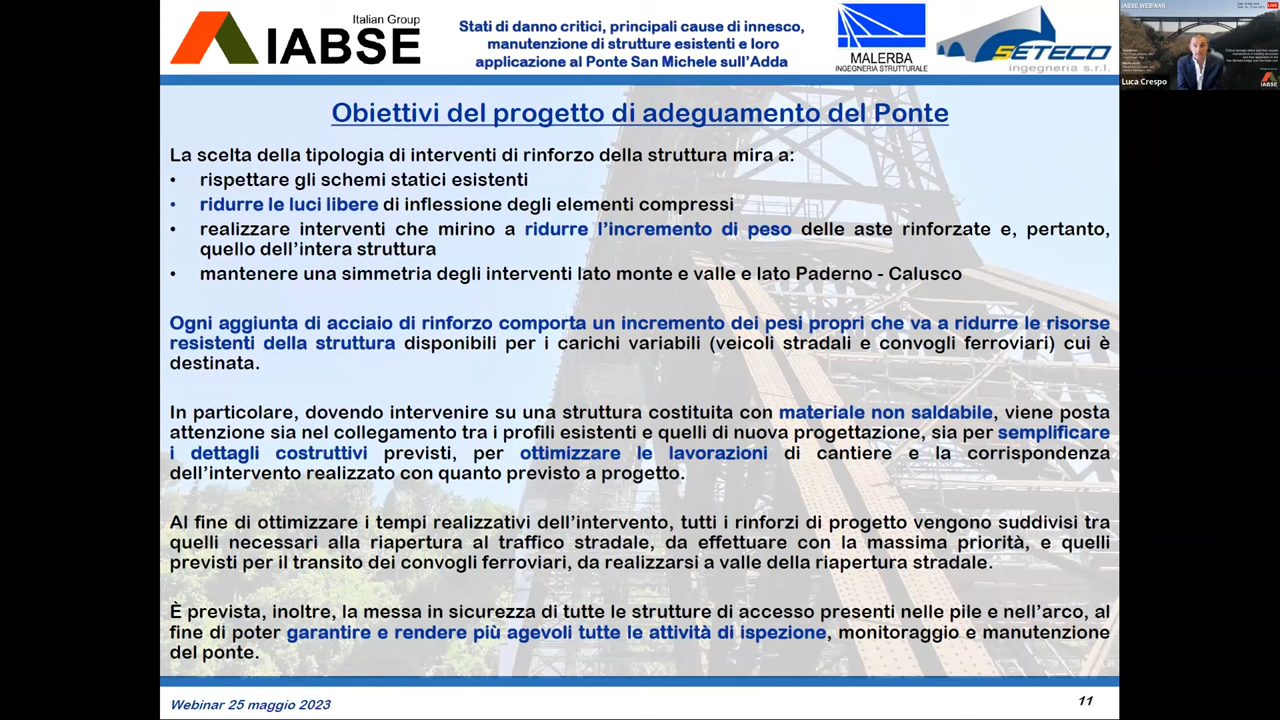 Italian Group
IABSE
Stati di danno critici, principali cause di innesco,
manutenzione di strutture esistenti e loro
applicazione al Ponte San Michele sull'Adda
MALERBA
INGEGNERIA STRUTTURALE
SETECO
ingegneria s.r.l.
IABSE WEBINAR
LIVE
Luca Crespo
IABSE
Obiettivi del progetto di adeguamento del Ponte
La scelta della tipologia di interventi di rinforzo della struttura mira a:
• rispettare gli schemi statici esistenti
• ridurre le luci libere di inflessione degli elementi compressi
• realizzare interventi che mirino a ridurre l'incremento di peso delle aste rinforzate e, pertanto,
quello dell'intera struttura
• mantenere una simmetria degli interventi lato monte e valle e lato Paderno - Calusco
Ogni aggiunta di acciaio di rinforzo comporta un incremento dei pesi propri che va a ridurre le risorse
resistenti della struttura disponibili per i carichi variabili (veicoli stradali e convogli ferroviari) cui è
destinata.
In particolare, dovendo intervenire su una struttura costituita con materiale non saldabile, viene posta
attenzione sia nel collegamento tra i profili esistenti e quelli di nuova progettazione, sia per semplificare
i dettagli costruttivi previsti, per ottimizzare le lavorazioni di cantiere e la corrispondenza
dell'intervento realizzato con quanto previsto a progetto.
Al fine di ottimizzare i tempi realizzativi dell'intervento, tutti i rinforzi di progetto vengono suddivisi tra
quelli necessari alla riapertura al traffico stradale, da effettuare con la massima priorità, e quelli
previsti per il transito dei convogli ferroviari, da realizzarsi a valle della riapertura stradale.
È prevista, inoltre, la messa in sicurezza di tutte le strutture di accesso presenti nelle pile e nell'arco, al
fine di poter garantire e rendere più agevoli tutte le attività di ispezione, monitoraggio e manutenzione
del ponte.
Webinar 25 maggio 2023
11